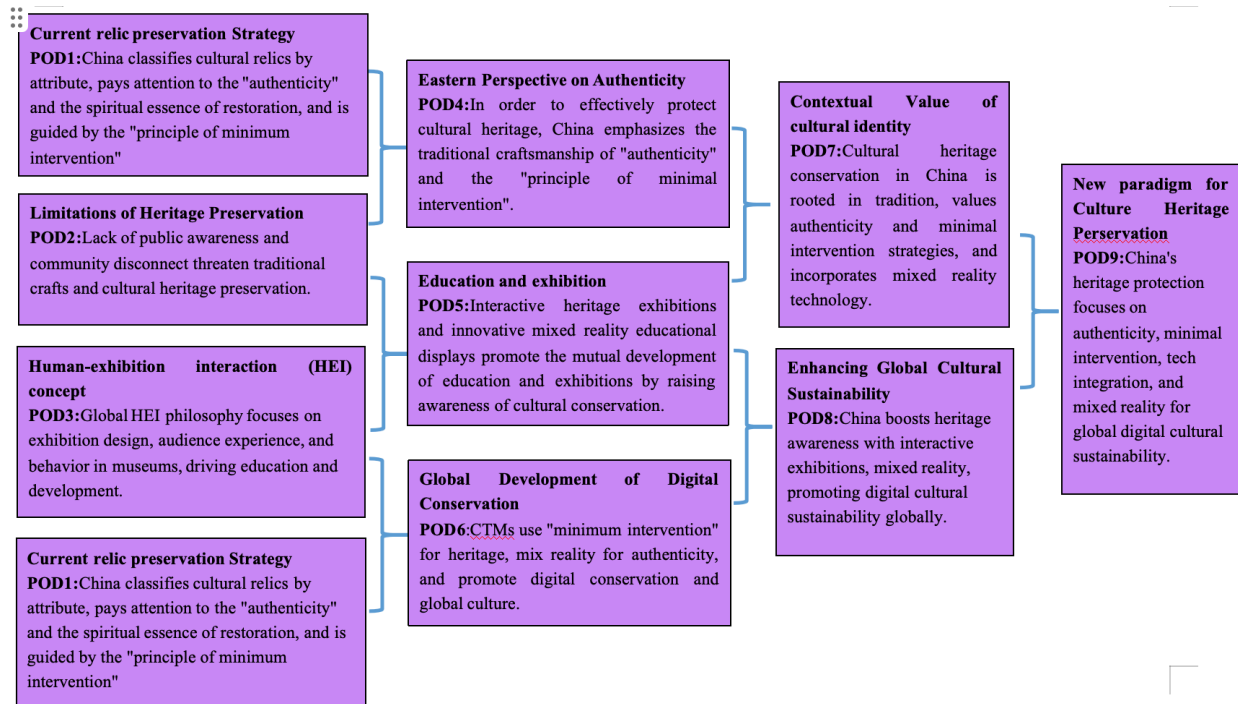 Current relic preservation Strategy
POD1:China classifies cultural relics by
attribute, pays attention to the "authenticity"
and the spiritual essence of restoration, and is
guided by the "principle of minimum
intervention"
Limitations of Heritage Preservation
POD2:Lack of public awareness and
community disconnect threaten traditional
crafts and cultural heritage preservation.
Human-exhibition interaction (HEI)
concept
POD3:Global HEI philosophy focuses on
exhibition design, audience experience, and
behavior in museums, driving education and
development.
Current relic preservation Strategy
POD1:China classifies cultural relics by
attribute, pays attention to the "authenticity"
and the spiritual essence of restoration, and is
guided by the "principle of minimum
intervention"
Eastern Perspective on Authenticity
POD4:In order to effectively protect
cultural heritage, China emphasizes the
traditional craftsmanship of "authenticity"
and the "principle of minimal
intervention".
Education and exhibition
POD5:Interactive heritage exhibitions
and innovative mixed reality educational
displays promote the mutual development
of education and exhibitions by raising
awareness of cultural conservation.
Global Development of Digital
Conservation
POD6:CTMs use "minimum intervention"
for heritage, mix reality for authenticity,
and promote digital conservation and
global culture.
Contextual Value of
cultural identity
POD7:Cultural heritage
conservation in China is
rooted in tradition, values
authenticity and minimal
intervention strategies, and
incorporates mixed reality
technology.
Enhancing Global Cultural
Sustainability
POD8:China boosts heritage
awareness with interactive
exhibitions, mixed reality,
promoting digital cultural
sustainability globally.
New paradigm for
Culture Heritage
Perservation
POD9:China's
heritage protection
focuses on
authenticity, minimal
intervention, tech
integration, and
mixed reality for
global digital cultural
sustainability.